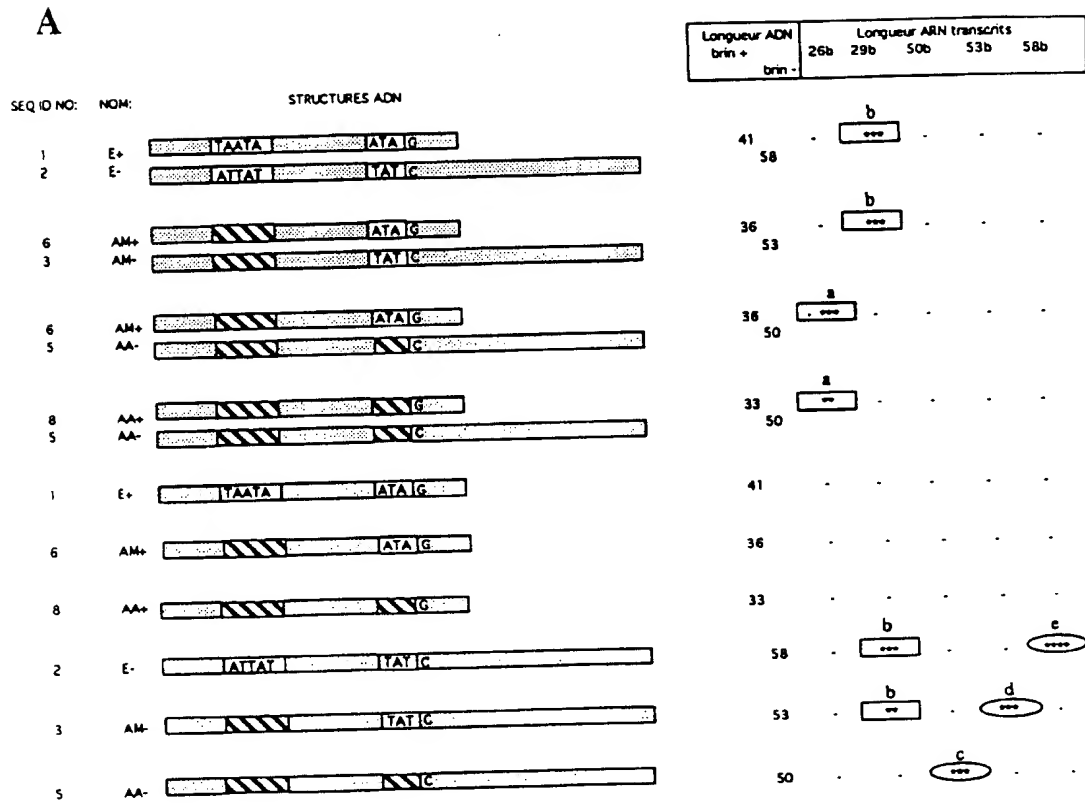 A
Longueur ADN Longueur ARN transcrits
brin + 26b 29b 50b 53b 58b
brin -
SEQ ID NO: NOM: STRUCTURES ADN
b
1 E+ TAATA ATA G 41 - *** - - -
2 E- ATTAT TAT C 58
b
6 AM+ ATA G 36 - *** - - -
3 AM- TAT C 53
a
6 AM+ ATA G 36 *** - - - -
5 AA- C 50
a
8 AA+ G 33 ** - - - -
5 AA- C 50
1 E+ TAATA ATA G 41 - - - - -
6 AM+ ATA G 36 - - - - -
8 AA+ G 33 - - - - -
b e
2 E- ATTAT TAT C 58 - *** - - ****
b d
3 AM- TAT C 53 - ** - *** -
c
5 AA- C 50 - - *** - -